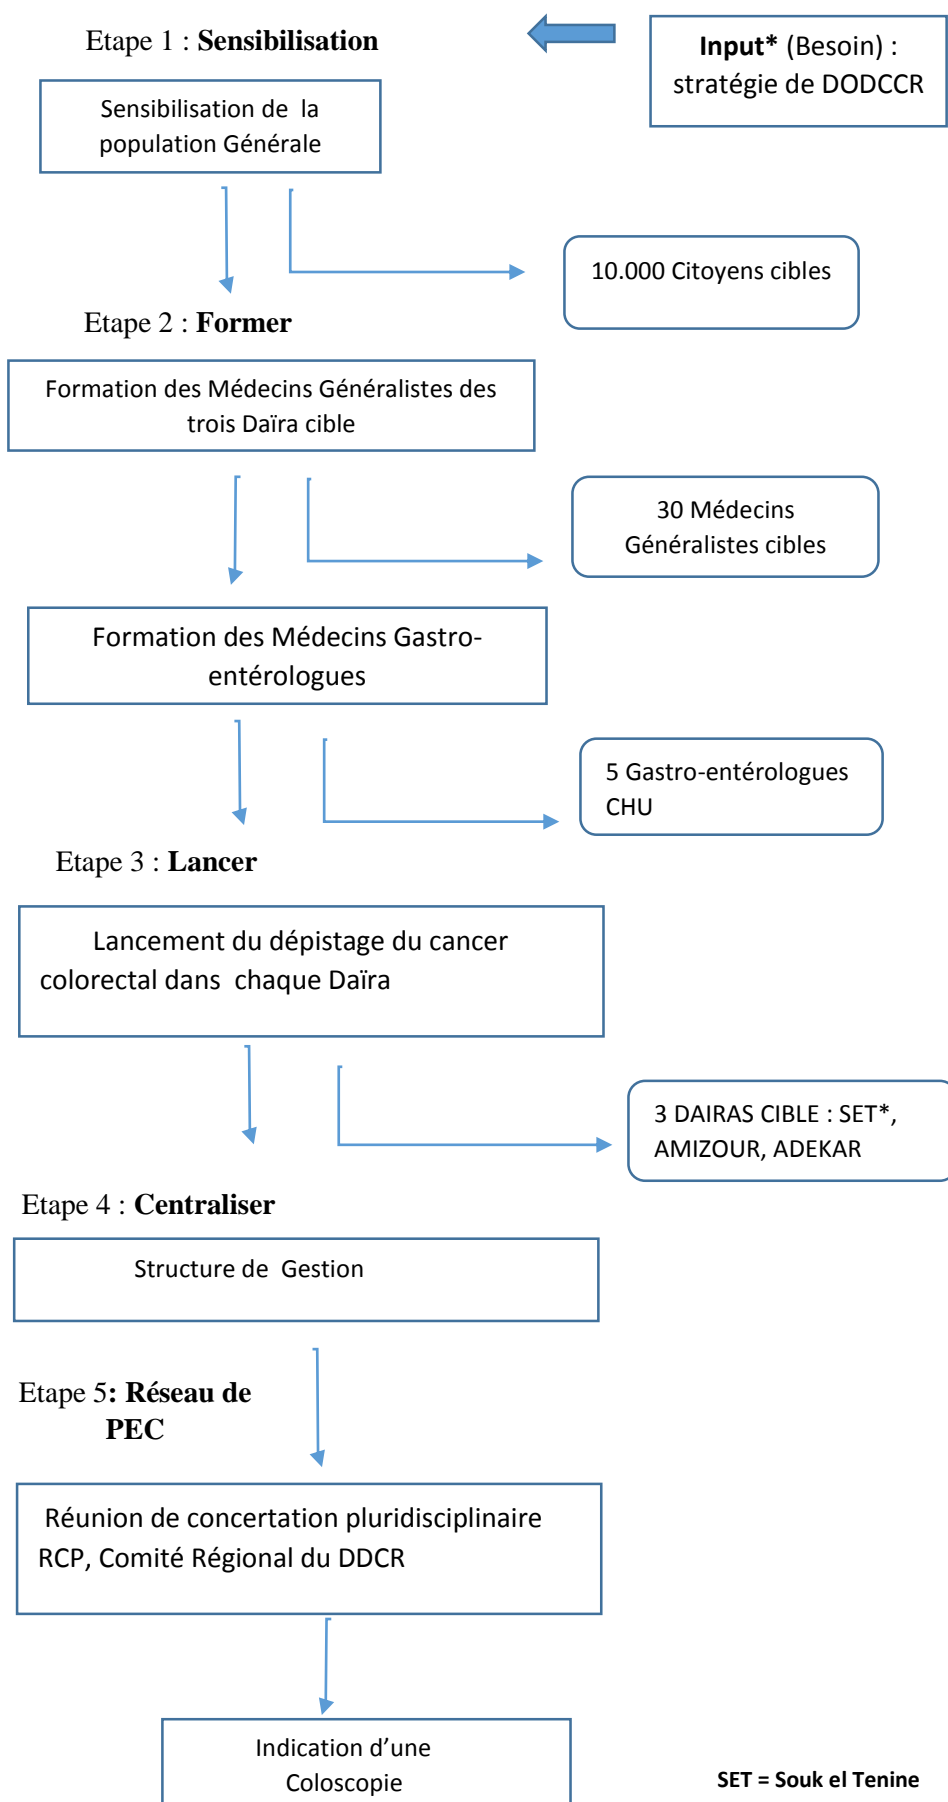 Etape 1 : Sensibilisation
Input* (Besoin) :
stratégie de DODCCR
Sensibilisation de la
population Générale
10.000 Citoyens cibles
Etape 2 : Former
Formation des Médecins Généralistes des
trois Daïra cible
30 Médecins
Généralistes cibles
Formation des Médecins Gastro-
entérologues
5 Gastro-entérologues
CHU
Etape 3 : Lancer
Lancement du dépistage du cancer
colorectal dans chaque Daïra
3 DAIRAS CIBLE : SET*,
AMIZOUR, ADEKAR
Etape 4 : Centraliser
Structure de Gestion
Etape 5: Réseau de
PEC
Réunion de concertation pluridisciplinaire
RCP, Comité Régional du DDCR
Indication d’une
Coloscopie
SET = Souk el Tenine